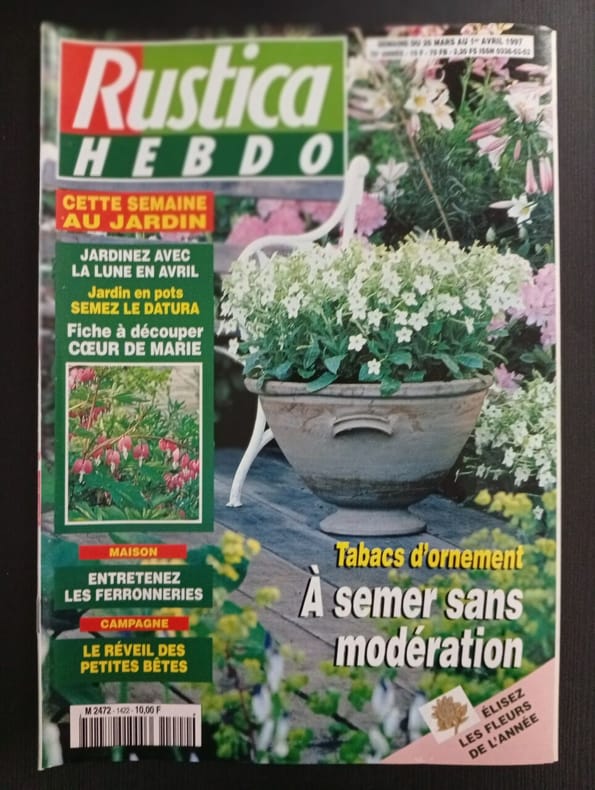 SEMAINE DU 26 MARS AU 1er AVRIL 1997
Rustica
HEBDO
CETTE SEMAINE
AU JARDIN
JARDINEZ AVEC
LA LUNE EN AVRIL
Jardin en pots
SEMEZ LE DATURA
Fiche à découper
CŒUR DE MARIE
MAISON
ENTRETENEZ
LES FERRONNERIES
CAMPAGNE
LE RÉVEIL DES
PETITES BÊTES
M 2472 - 1422 - 10,00 F
Tabacs d'ornement
À semer sans
modération
ÉLISEZ
LES FLEURS
DE L'ANNÉE